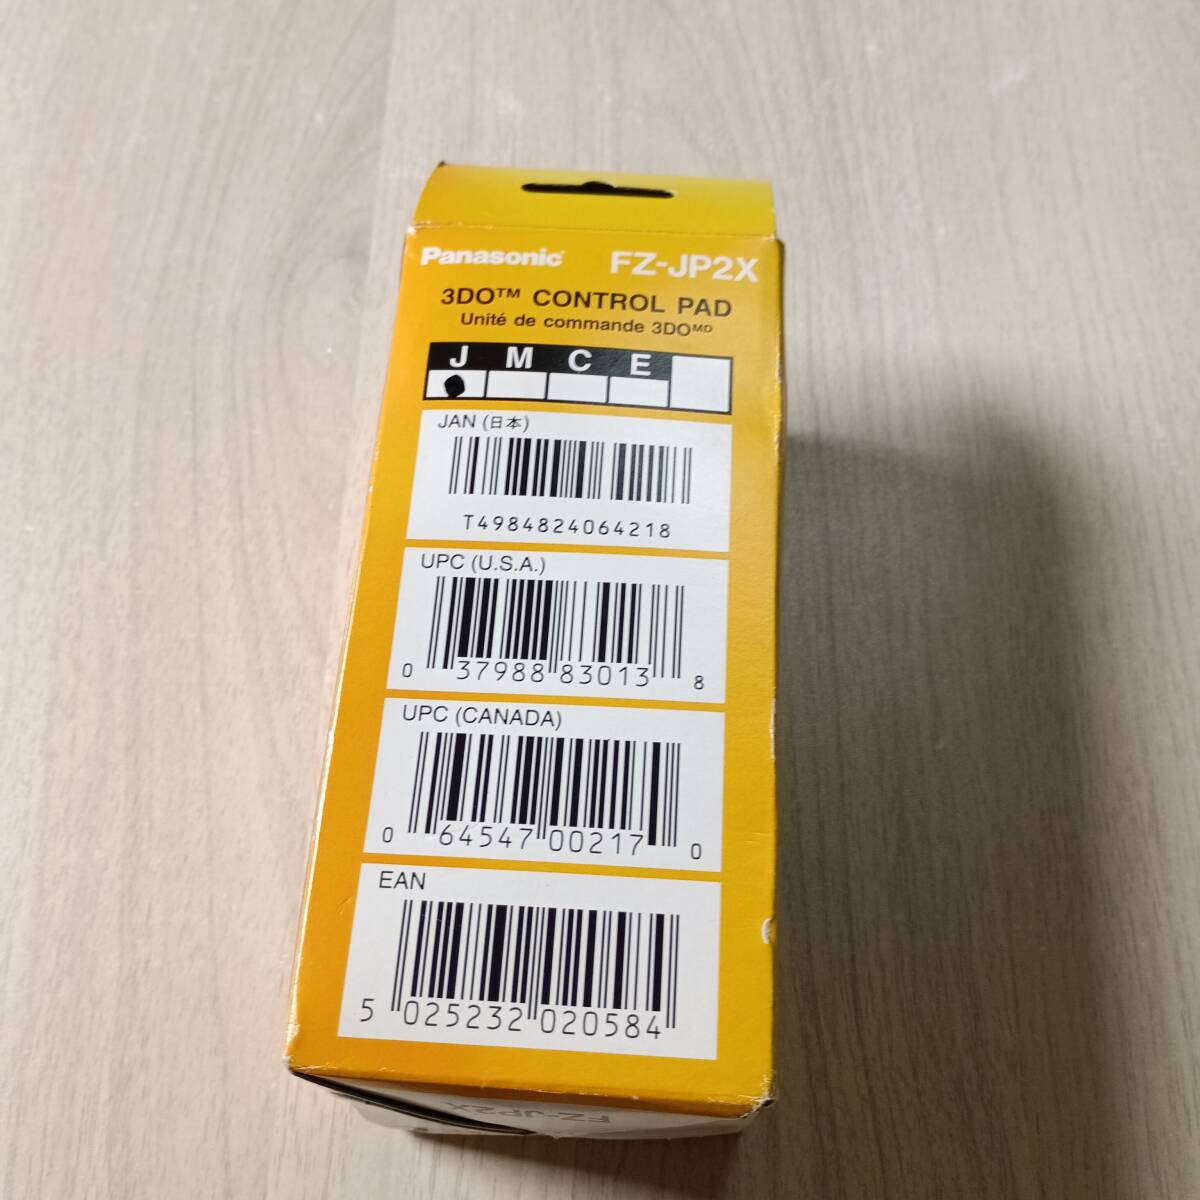 Panasonic FZ-JP2X
3DO™ CONTROL PAD
Unité de commande 3DOᴹᴰ
J M C E
JAN (日本)
T4984824064218
UPC (U.S.A.)
0 37988 83013 8
UPC (CANADA)
0 64547 00217 0
EAN
5 025232 020584
FZ-JP2X